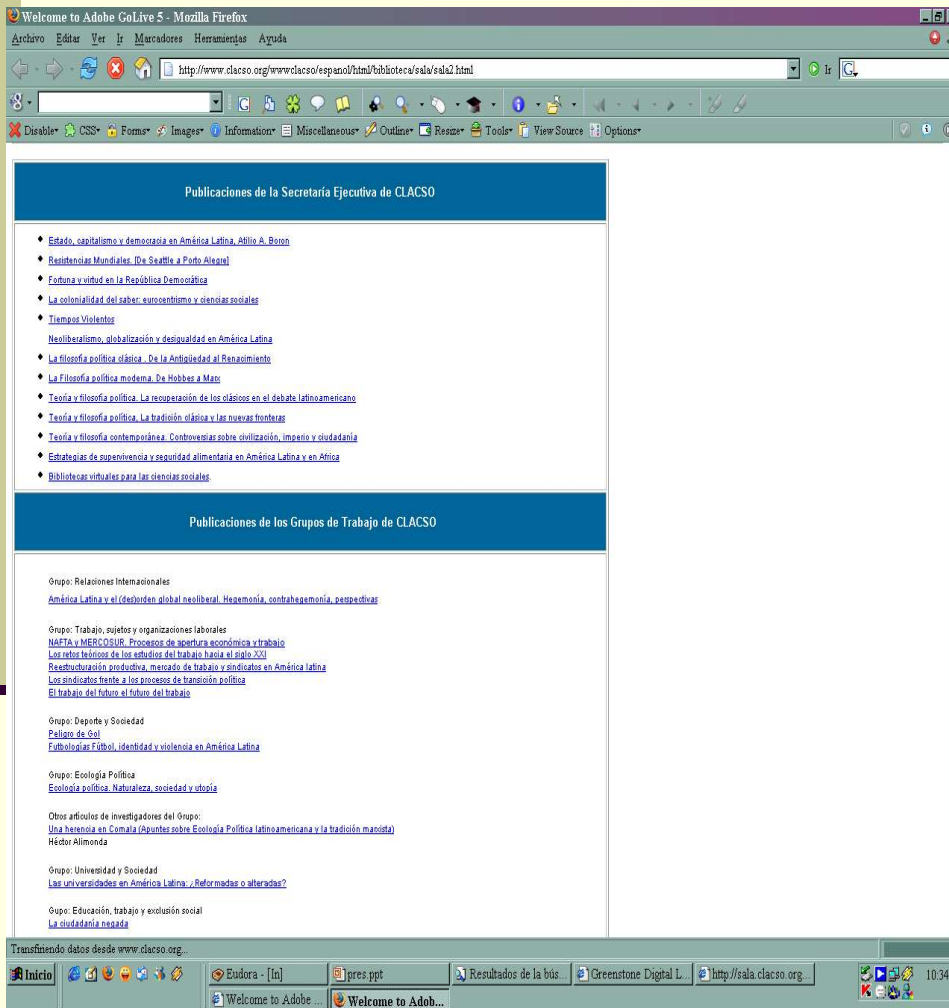 Welcome to Adobe GoLive 5 - Mozilla Firefox
Archivo Editar Ver Ir Marcadores Herramientas Ayuda
http://www.clacso.org/wwwclacso/espanol/html/biblioteca/sala/sala2.html Ir
Disable CSS Forms Images Information Miscellaneous Outline Resize Tools View Source Options
Publicaciones de la Secretaría Ejecutiva de CLACSO
Estado, capitalismo y democracia en América Latina, Atilio A. Boron
Resistencias Mundiales. [De Seattle a Porto Alegre]
Fortuna y virtud en la República Democrática
La colonialidad del saber: eurocentrismo y ciencias sociales
Tiempos Violentos
Neoliberalismo, globalización y desigualdad en América Latina
La filosofía política clásica . De la Antigüedad al Renacimiento
La Filosofía política moderna. De Hobbes a Marx
Teoría y filosofía política. La recuperación de los clásicos en el debate latinoamericano
Teoría y filosofía política, La tradición clásica y las nuevas fronteras
Teoría y filosofía contemporánea. Controversias sobre civilización, imperio y ciudadanía
Estrategias de supervivencia y seguridad alimentaria en América Latina y en Africa
Bibliotecas virtuales para las ciencias sociales.
Publicaciones de los Grupos de Trabajo de CLACSO
Grupo: Relaciones Internacionales
América Latina y el (des)orden global neoliberal. Hegemonía, contrahegemonía, perspectivas
Grupo: Trabajo, sujetos y organizaciones laborales
NAFTA y MERCOSUR. Procesos de apertura económica y trabajo
Los retos teóricos de los estudios del trabajo hacia el siglo XXI
Reestructuración productiva, mercado de trabajo y sindicatos en América latina
Los sindicatos frente a los procesos de transición política
El trabajo del futuro el futuro del trabajo
Grupo: Deporte y Sociedad
Peligro de Gol
Futbologías Fútbol, identidad y violencia en América Latina
Grupo: Ecología Política
Ecología política. Naturaleza, sociedad y utopía
Otros artículos de investigadores del Grupo:
Una herencia en Comala (Apuntes sobre Ecología Política latinoamericana y la tradición marxista)
Héctor Alimonda
Grupo: Universidad y Sociedad
Las universidades en América Latina: ¿Reformadas o alteradas?
Gupo: Educación, trabajo y exclusión social
La ciudadanía negada
Transfiriendo datos desde www.clacso.org...
Inicio Eudora - [In] pres.ppt Resultados de la bús... Greenstone Digital L... http://sala.clacso.org... 10:34
Welcome to Adobe ... Welcome to Adob...